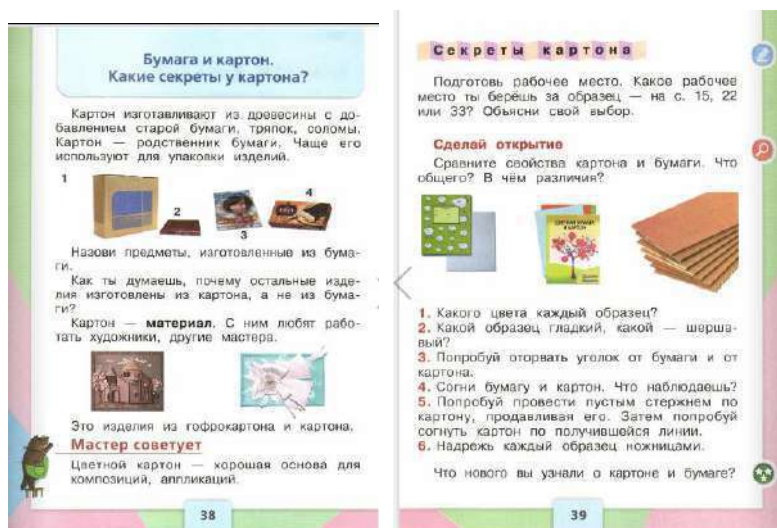 Бумага и картон.
Какие секреты у картона?
Картон изготавливают из древесины с до-
бавлением старой бумаги, тряпок, соломы.
Картон — родственник бумаги. Чаще его
используют для упаковки изделий.
1
2
3
4
Назови предметы, изготовленные из бума-
ги.
Как ты думаешь, почему остальные изде-
лия изготовлены из картона, а не из бума-
ги?
Картон — материал. С ним любят рабо-
тать художники, другие мастера.
Это изделия из гофрокартона и картона.
Мастер советует
Цветной картон — хорошая основа для
композиций, аппликаций.
38
Секреты картона
Подготовь рабочее место. Какое рабочее
место ты берёшь за образец — на с. 15, 22
или 33? Объясни свой выбор.
Сделай открытие
Сравните свойства картона и бумаги. Что
общего? В чём различия?
1. Какого цвета каждый образец?
2. Какой образец гладкий, какой — шерша-
вый?
3. Попробуй оторвать уголок от бумаги и от
картона.
4. Согни бумагу и картон. Что наблюдаешь?
5. Попробуй провести пустым стержнем по
картону, продавливая его. Затем попробуй
согнуть картон по получившейся линии.
6. Надрежь каждый образец ножницами.
Что нового вы узнали о картоне и бумаге?
39